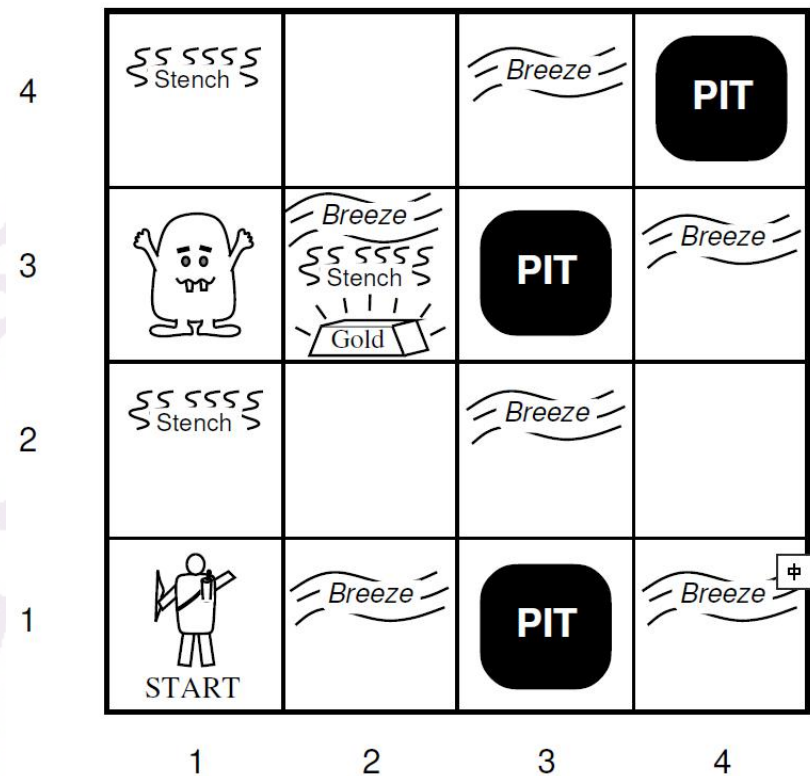 4
Stench
Breeze
PIT
3
Breeze
Stench
Gold
PIT
Breeze
2
Stench
Breeze
1
START
Breeze
PIT
Breeze
中
1 2 3 4